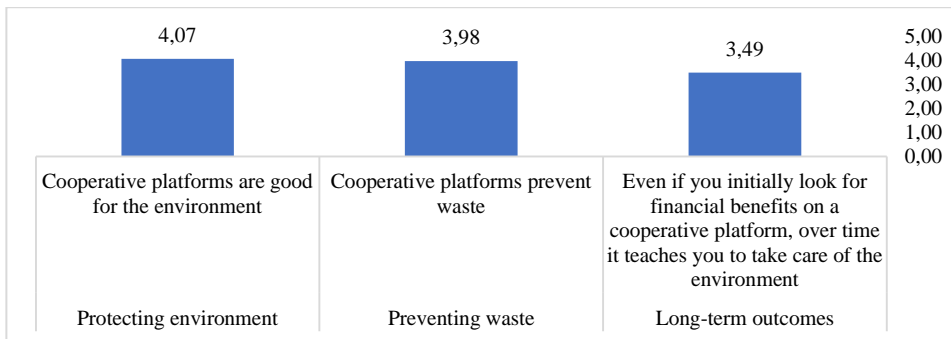 4,07
3,98
3,49
5,00
4,00
3,00
2,00
1,00
0,00
Cooperative platforms are good
for the environment
Cooperative platforms prevent
waste
Even if you initially look for
financial benefits on a
cooperative platform, over time
it teaches you to take care of the
environment
Protecting environment
Preventing waste
Long-term outcomes